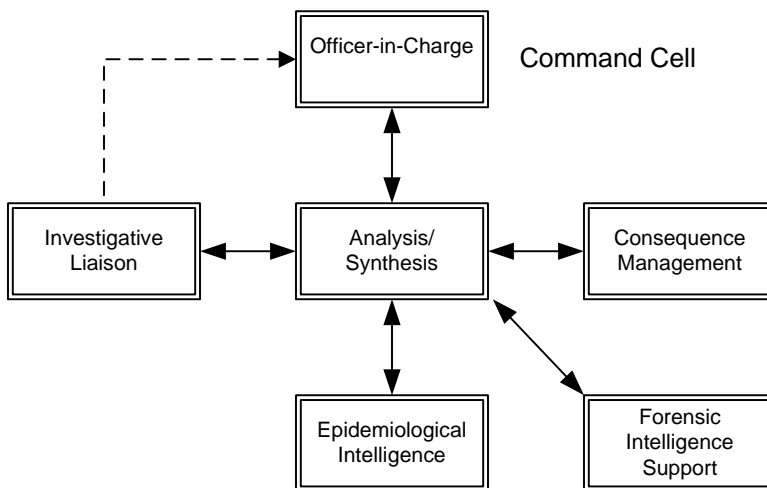 Officer-in-Charge
Command Cell
Investigative
Liaison
Analysis/
Synthesis
Consequence
Management
Epidemiological
Intelligence
Forensic
Intelligence
Support